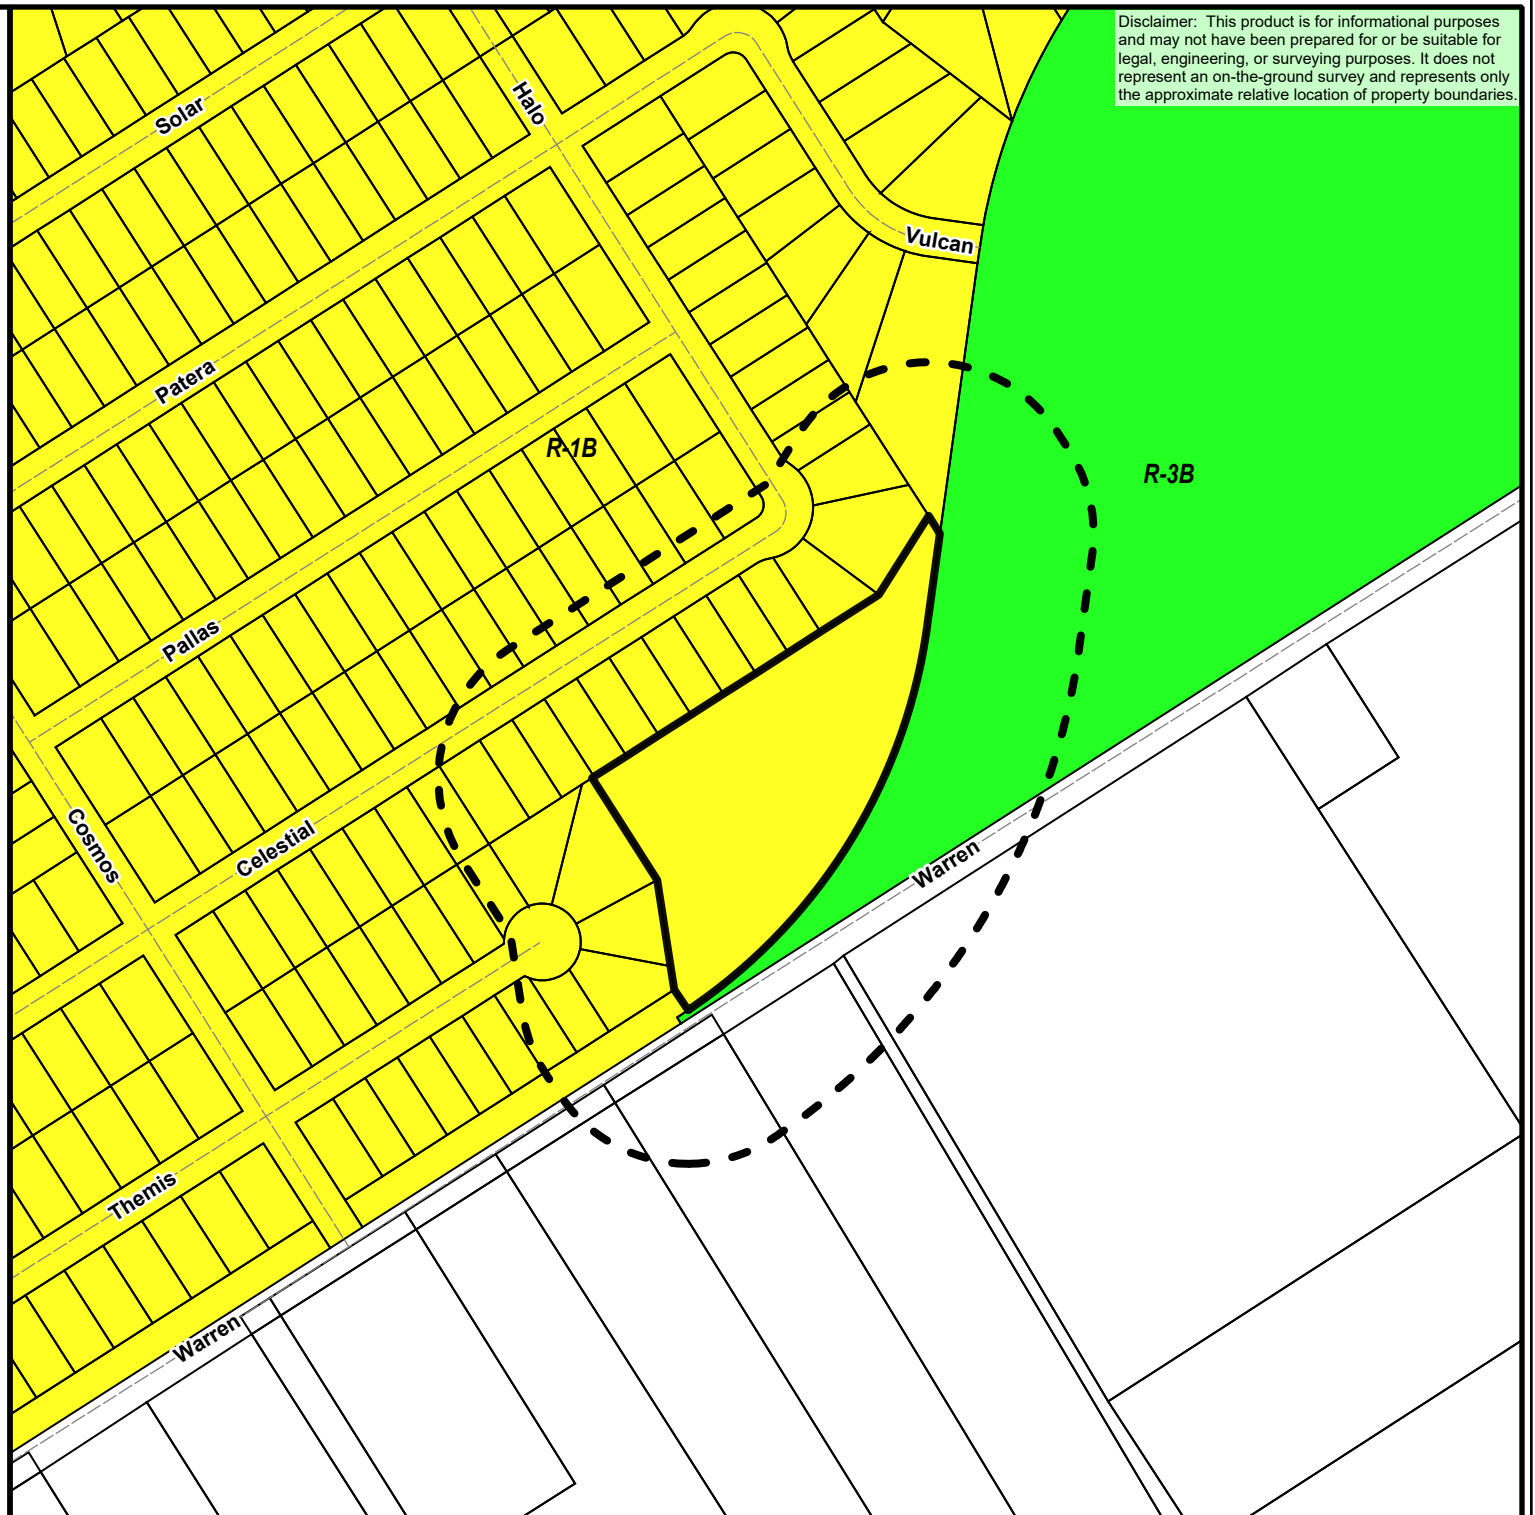 Disclaimer: This product is for informational purposes
and may not have been prepared for or be suitable for
legal, engineering, or surveying purposes. It does not
represent an on-the-ground survey and represents only
the approximate relative location of property boundaries.
Solar
Halo
Vulcan
Patera
R-1B
R-3B
Pallas
Cosmos
Celestial
Warren
Themis
Warren